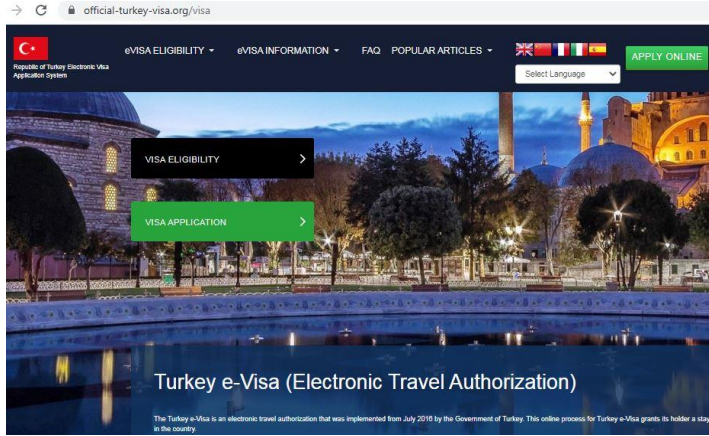 official-turkey-visa.org/visa
eVISA ELIGIBILITY eVISA INFORMATION FAQ POPULAR ARTICLES
APPLY ONLINE
Republic of Turkey Electronic Visa
Application System
Select Language
VISA ELIGIBILITY
VISA APPLICATION
Turkey e-Visa (Electronic Travel Authorization)
The Turkey e-Visa is an electronic travel authorization that was implemented from July 2016 by the Government of Turkey. This online process for Turkey e-Visa grants its holder a stay
in the country.